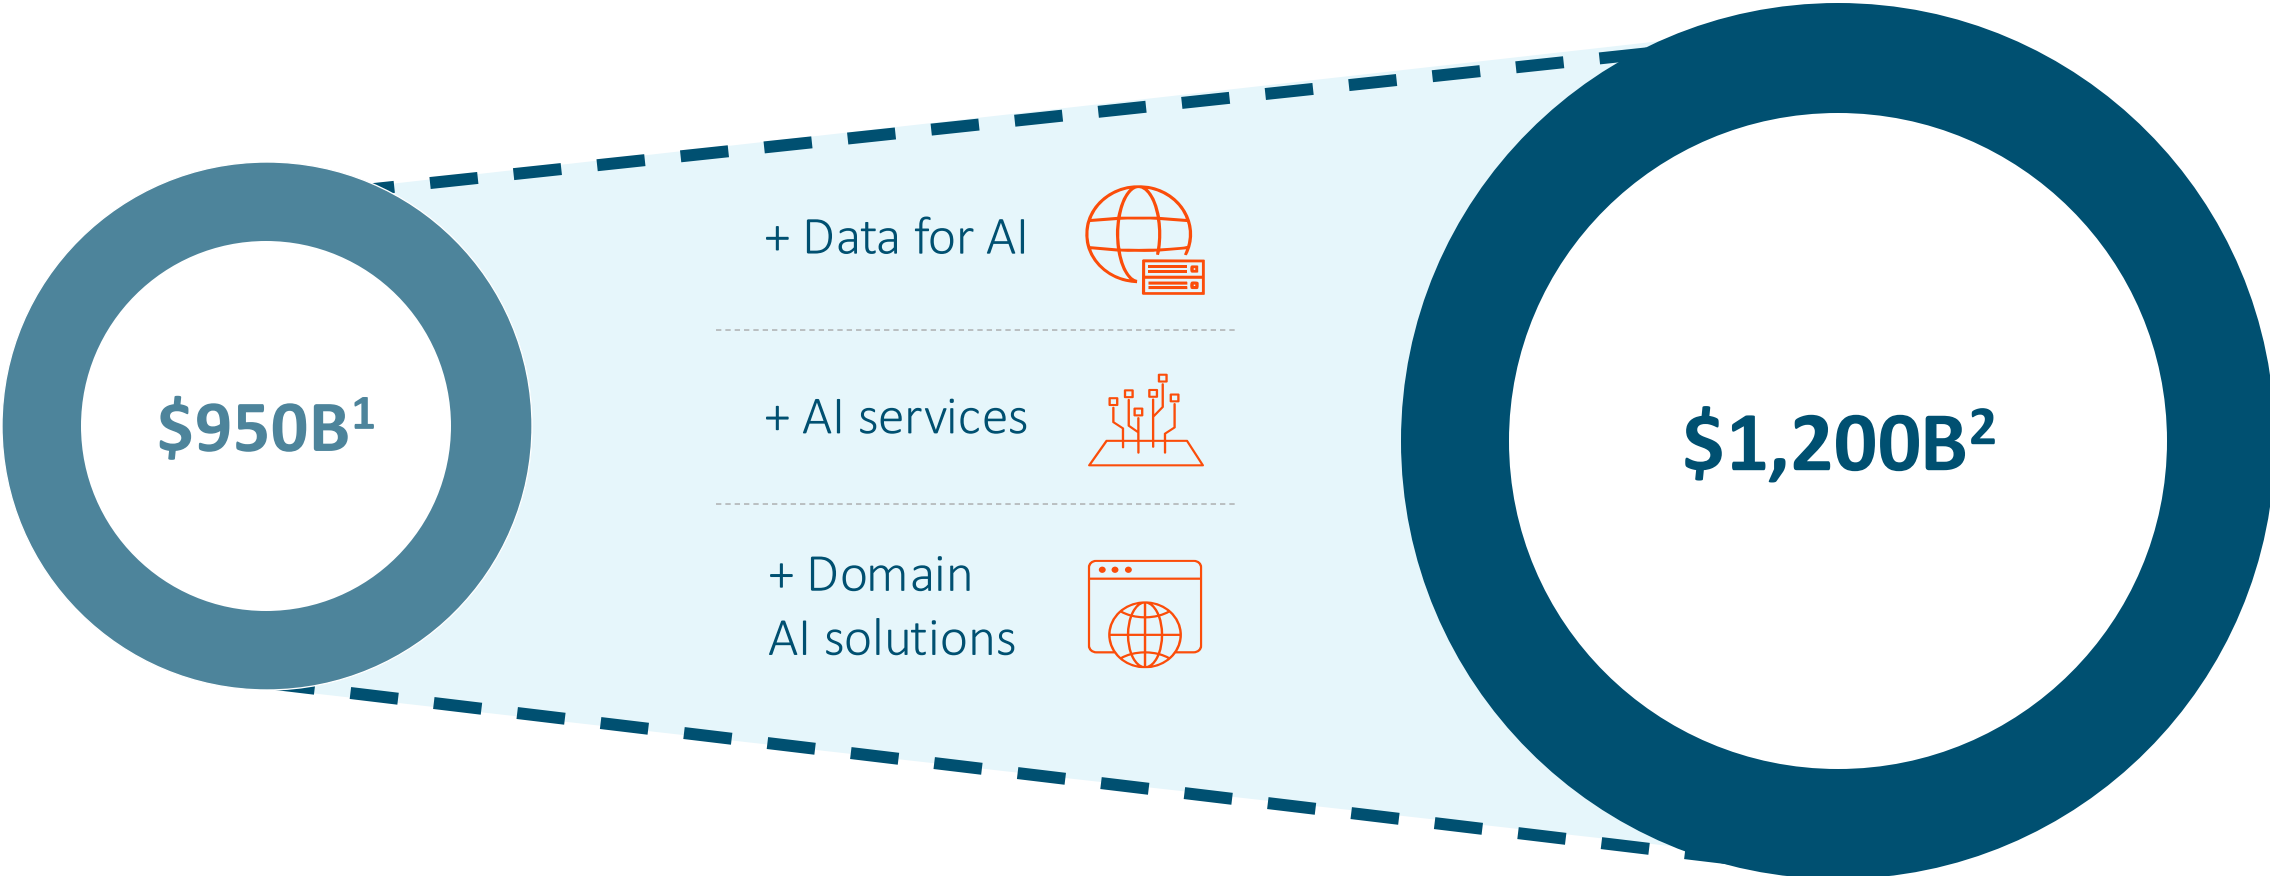 $950B¹
+ Data for AI
+ AI services
+ Domain
AI solutions
$1,200B²